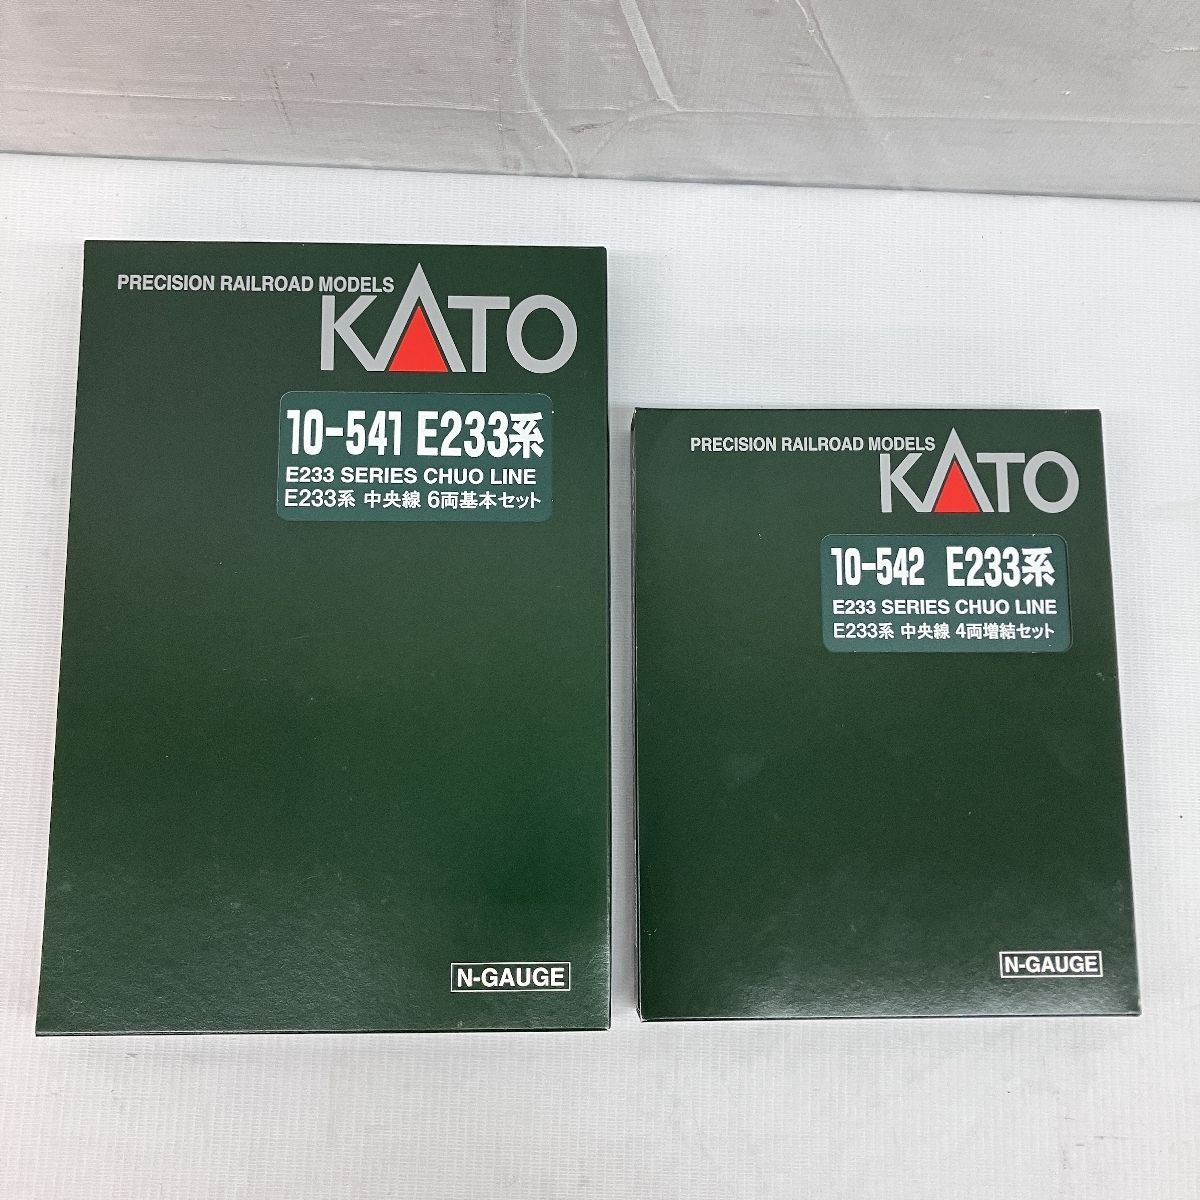 PRECISION RAILROAD MODELS
KATO
10-541 E233系
E233 SERIES CHUO LINE
E233系 中央線 6両基本セット
N-GAUGE
PRECISION RAILROAD MODELS
KATO
10-542 E233系
E233 SERIES CHUO LINE
E233系 中央線 4両増結セット
N-GAUGE